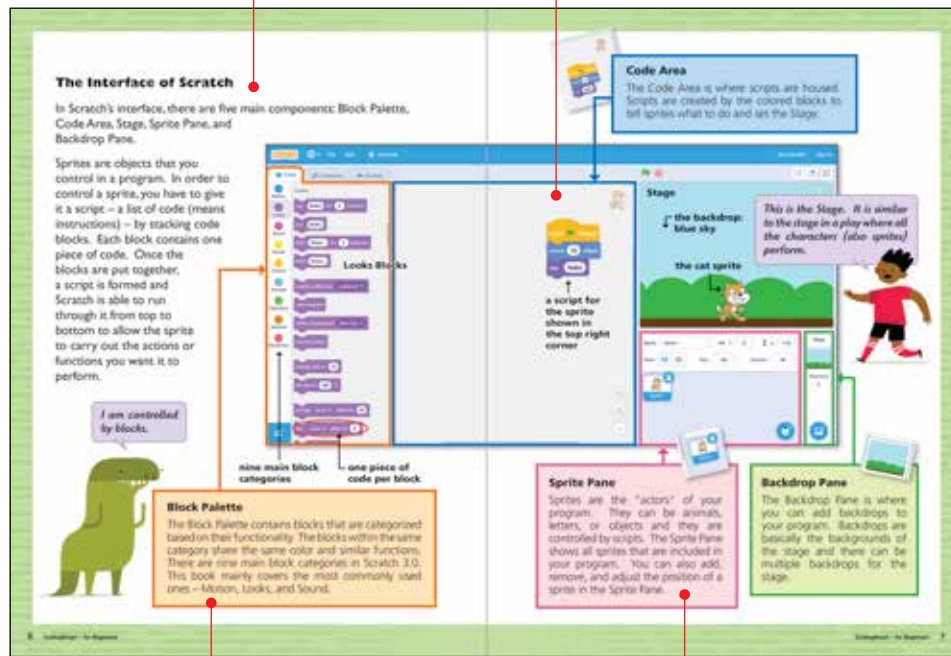 The Interface of Scratch
In Scratch's interface, there are five main components: Block Palette,
Code Area, Stage, Sprite Pane, and
Backdrop Pane.
Sprites are objects that you
control in a program. In order to
control a sprite, you have to give
it a script – a list of code (means
instructions) – by stacking code
blocks. Each block contains one
piece of code. Once the
blocks are put together,
a script is formed and
Scratch is able to run
through it from top to
bottom to allow the sprite
to carry out the actions or
functions you want it to
perform.
I am controlled
by blocks.
Looks Blocks
nine main block
categories
one piece of
code per block
Block Palette
The Block Palette contains blocks that are categorized
based on their functionality. The blocks within the same
category share the same color and similar functions.
There are nine main block categories in Scratch 3.0.
This book mainly covers the most commonly used
ones – Motion, Looks, and Sound.
Code Area
The Code Area is where scripts are housed.
Scripts are created by the colored blocks to
tell sprites what to do and set the Stage.
a script for
the sprite
shown in
the top right
corner
Stage
the backdrop:
blue sky
the cat sprite
This is the Stage. It is similar
to the stage in a play where all
the characters (also sprites)
perform.
Sprite Pane
Sprites are the "actors" of your
program. They can be animals,
letters, or objects and they are
controlled by scripts. The Sprite Pane
shows all sprites that are included in
your program. You can also add,
remove, and adjust the position of a
sprite in the Sprite Pane.
Backdrop Pane
The Backdrop Pane is where
you can add backdrops to
your program. Backdrops are
basically the backgrounds of
the stage and there can be
multiple backdrops for the
stage.